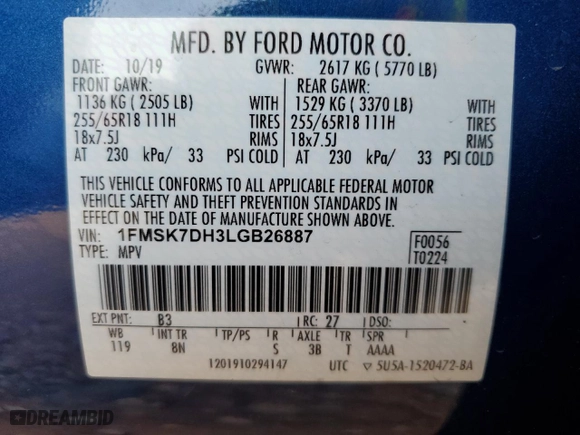 MFD. BY FORD MOTOR CO.
DATE: 10/19 GVWR: 2617 KG ( 5770 LB)
FRONT GAWR: REAR GAWR:
1136 KG ( 2505 LB) WITH 1529 KG ( 3370 LB) WITH
255/65R18 111H TIRES 255/65R18 111H TIRES
18x7.5J RIMS 18x7.5J RIMS
AT 230 kPa/ 33 PSI COLD AT 230 kPa/ 33 PSI COLD
THIS VEHICLE CONFORMS TO ALL APPLICABLE FEDERAL MOTOR
VEHICLE SAFETY AND THEFT PREVENTION STANDARDS IN
EFFECT ON THE DATE OF MANUFACTURE SHOWN ABOVE.
VIN: 1FMSK7DH3LGB26887 F0056
TYPE: MPV T0224
EXT PNT: B3 RC: 27 DSO:
WB INT TR TP/PS R AXLE TR SPR
119 8N S 3B T AAAA
1201910294147 UTC 5U5A-1520472-BA
DREAMBID